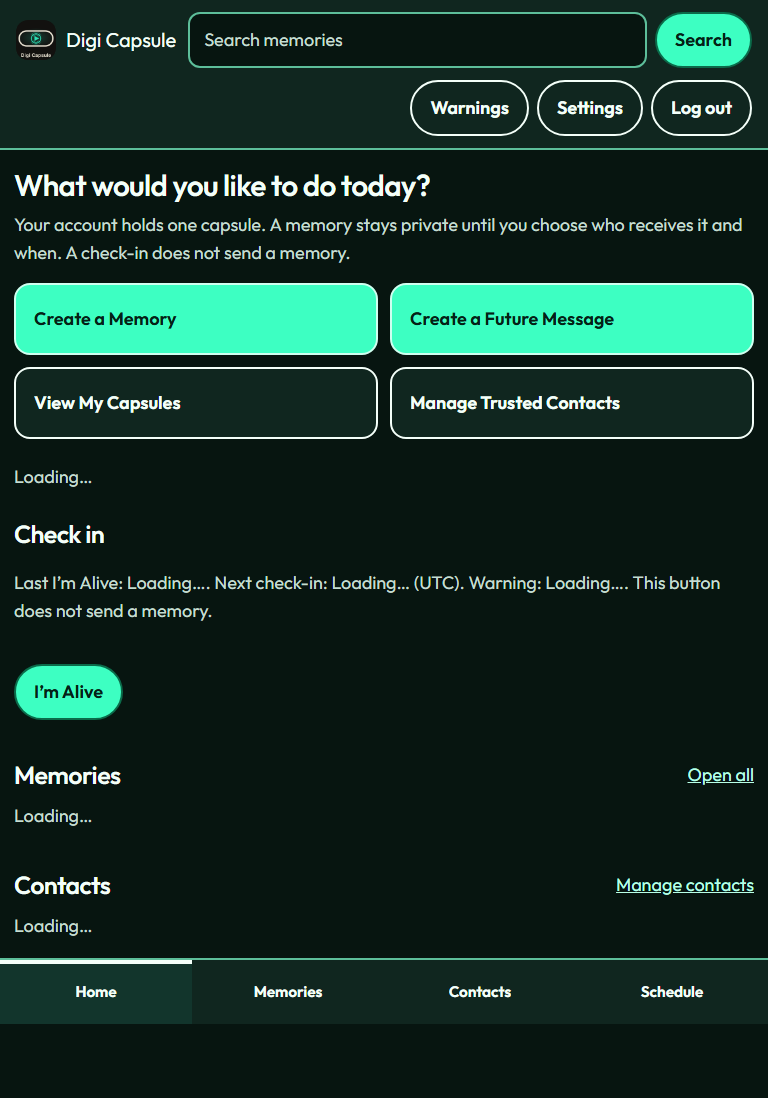 Digi Capsule
Digi Capsule
Search memories
Search
Warnings
Settings
Log out
What would you like to do today?
Your account holds one capsule. A memory stays private until you choose who receives it and
when. A check-in does not send a memory.
Create a Memory
Create a Future Message
View My Capsules
Manage Trusted Contacts
Loading…
Check in
Last I’m Alive: Loading…. Next check-in: Loading… (UTC). Warning: Loading…. This button
does not send a memory.
I’m Alive
Memories
Open all
Loading…
Contacts
Manage contacts
Loading…
Home
Memories
Contacts
Schedule